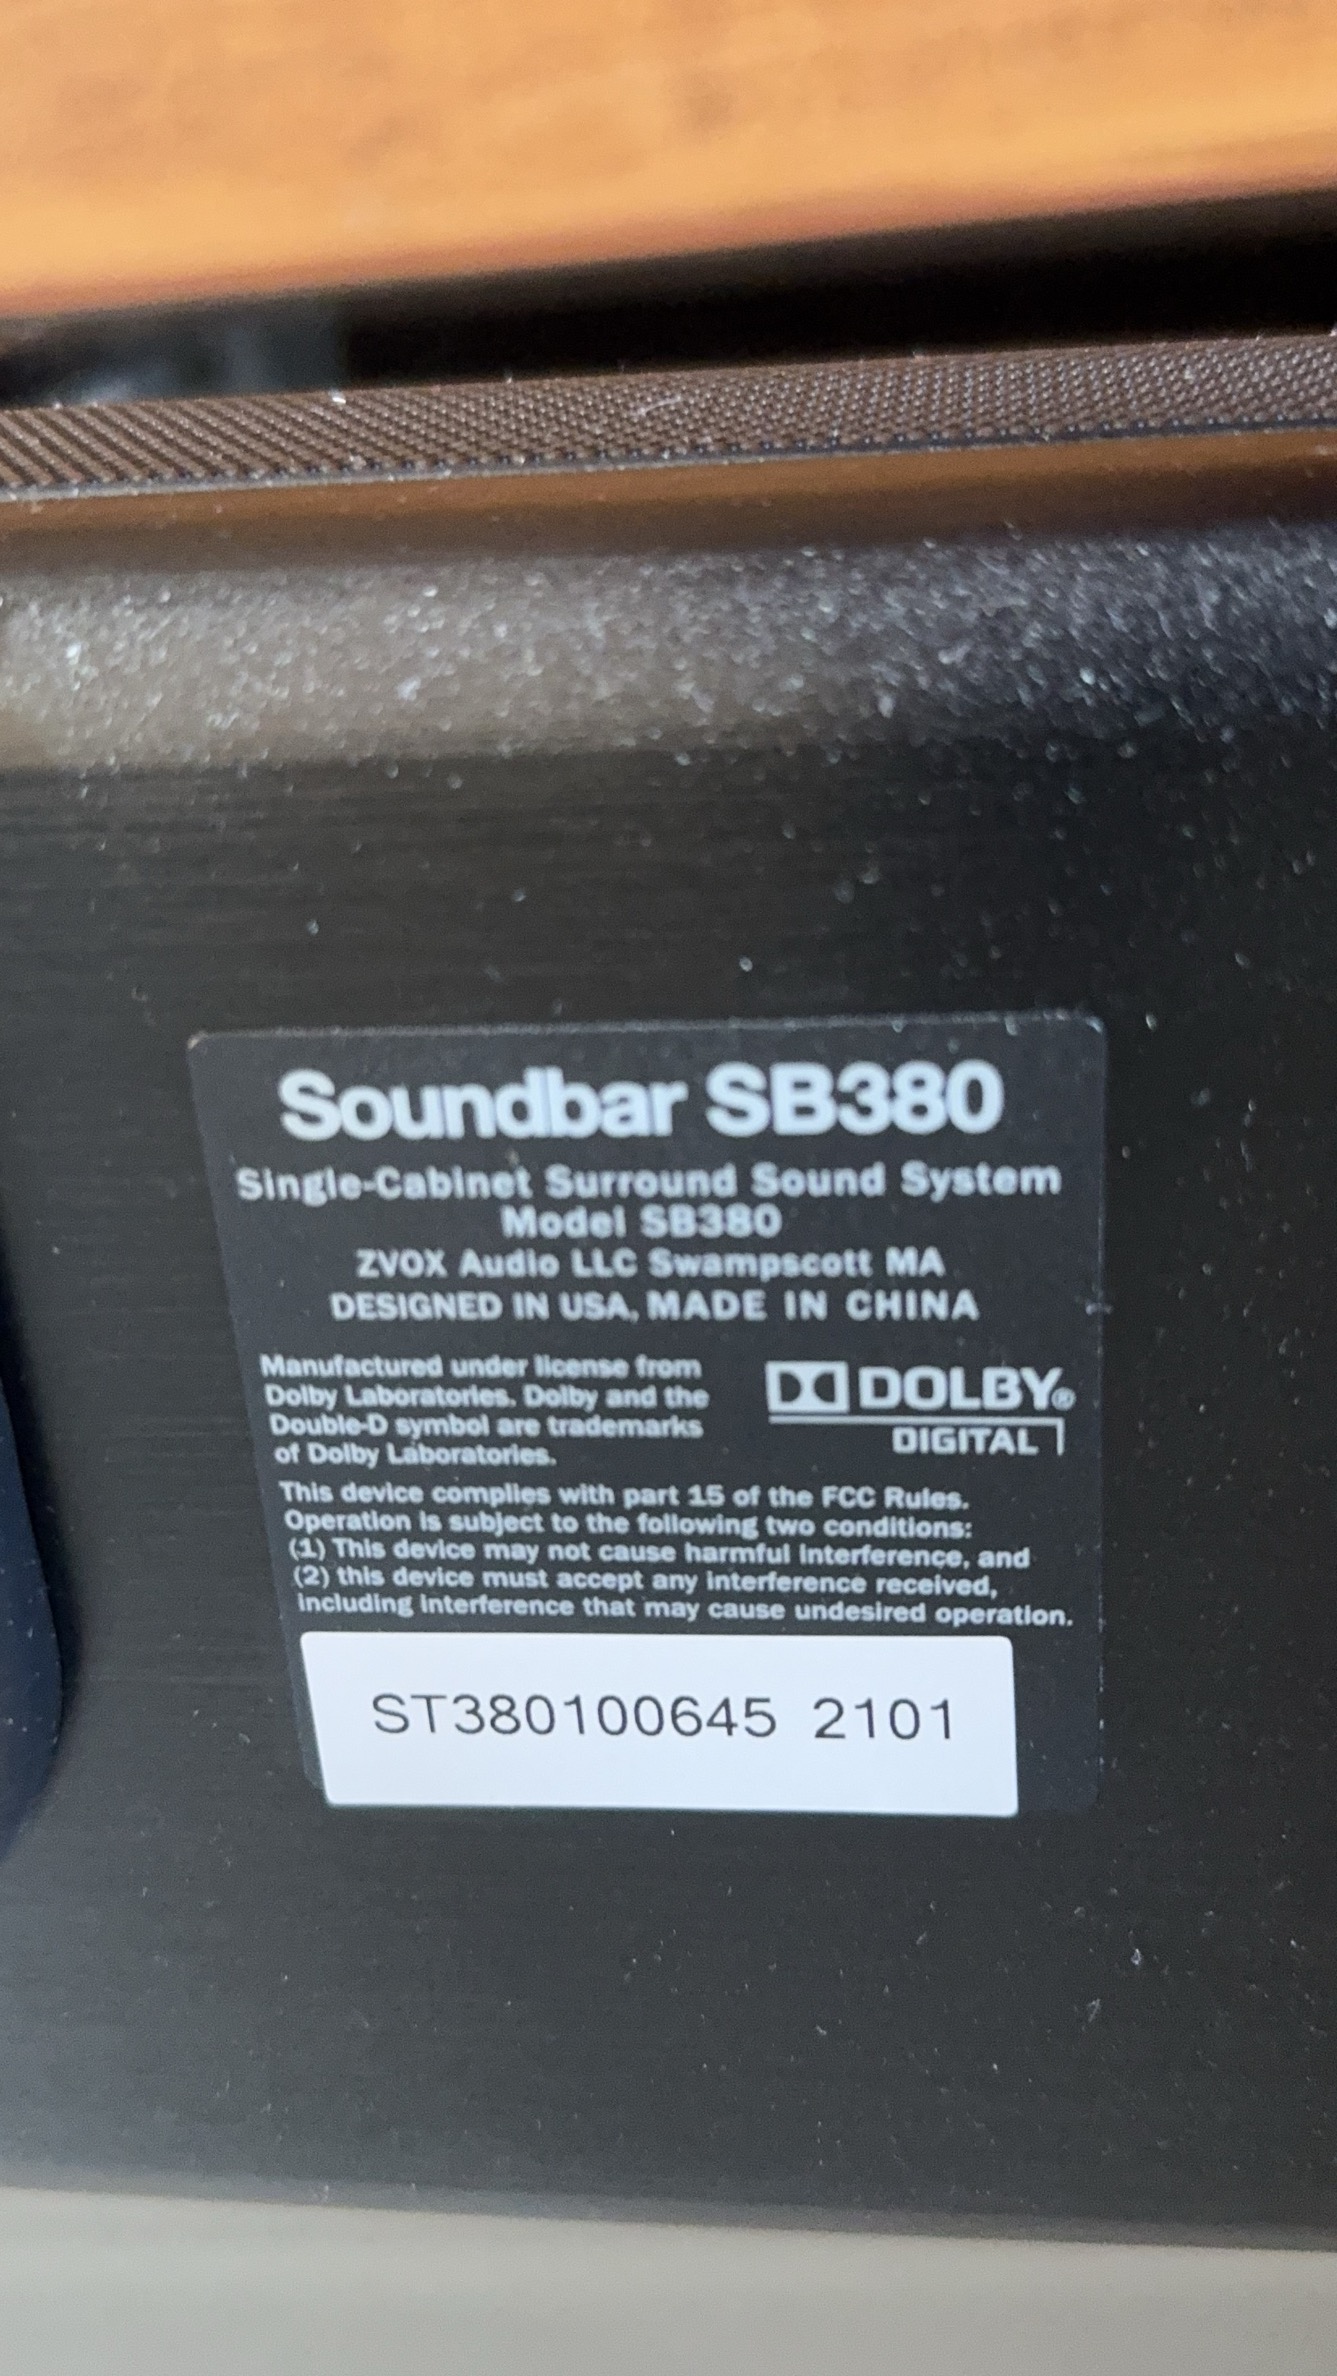 Soundbar SB380
Single-Cabinet Surround Sound System
Model SB380
ZVOX Audio LLC Swampscott MA
DESIGNED IN USA, MADE IN CHINA
Manufactured under license from
Dolby Laboratories. Dolby and the
Double-D symbol are trademarks
of Dolby Laboratories.
DOLBY®
DIGITAL
This device complies with part 15 of the FCC Rules.
Operation is subject to the following two conditions:
(1) This device may not cause harmful interference, and
(2) this device must accept any interference received,
including interference that may cause undesired operation.
ST380100645 2101